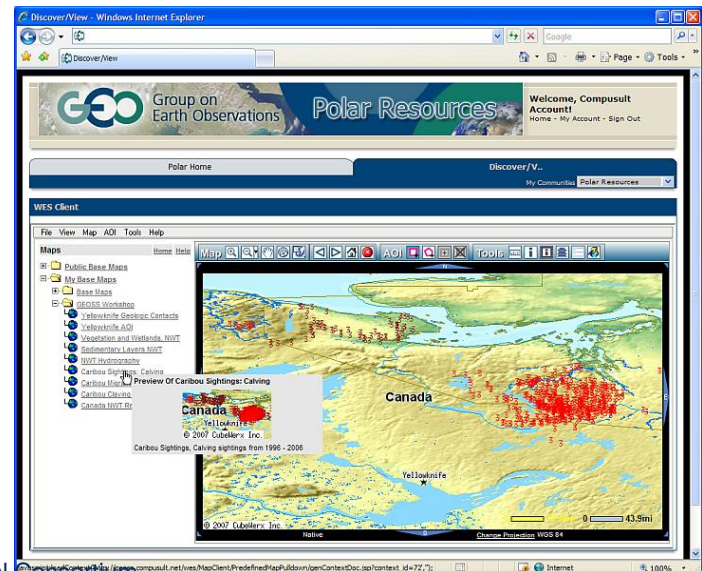 Discover/View - Windows Internet Explorer
Google
Discover/View
Page Tools
GEO Group on
Earth Observations
Polar Resources
Welcome, Compusult
Account!
Home - My Account - Sign Out
Polar Home
Discover/V..
My Communities Polar Resources
WES Client
File View Map AOI Tools Help
Maps Home Help
Map AOI Tools
Public Base Maps
My Base Maps
Base Maps
GEOSS Workshop
Yellowknife Geologic Contacts
Yellowknife AOI
Vegetation and Wetlands, NWT
Sedimentary Layers NWT
NWT Hydrography
Caribou Sightings: Calving
Caribou
Caribou
Canada NWT
Preview Of Caribou Sightings: Calving
Canada
Yellowknife
© 2007 CubeWerx Inc.
Caribou Sightings, Calving sightings from 1996 - 2006
N
Canada
E
Yellowknife
0 43.9mi
© 2007 CubeWerx Inc.
Native
Change Projection WGS 84
Internet
100%